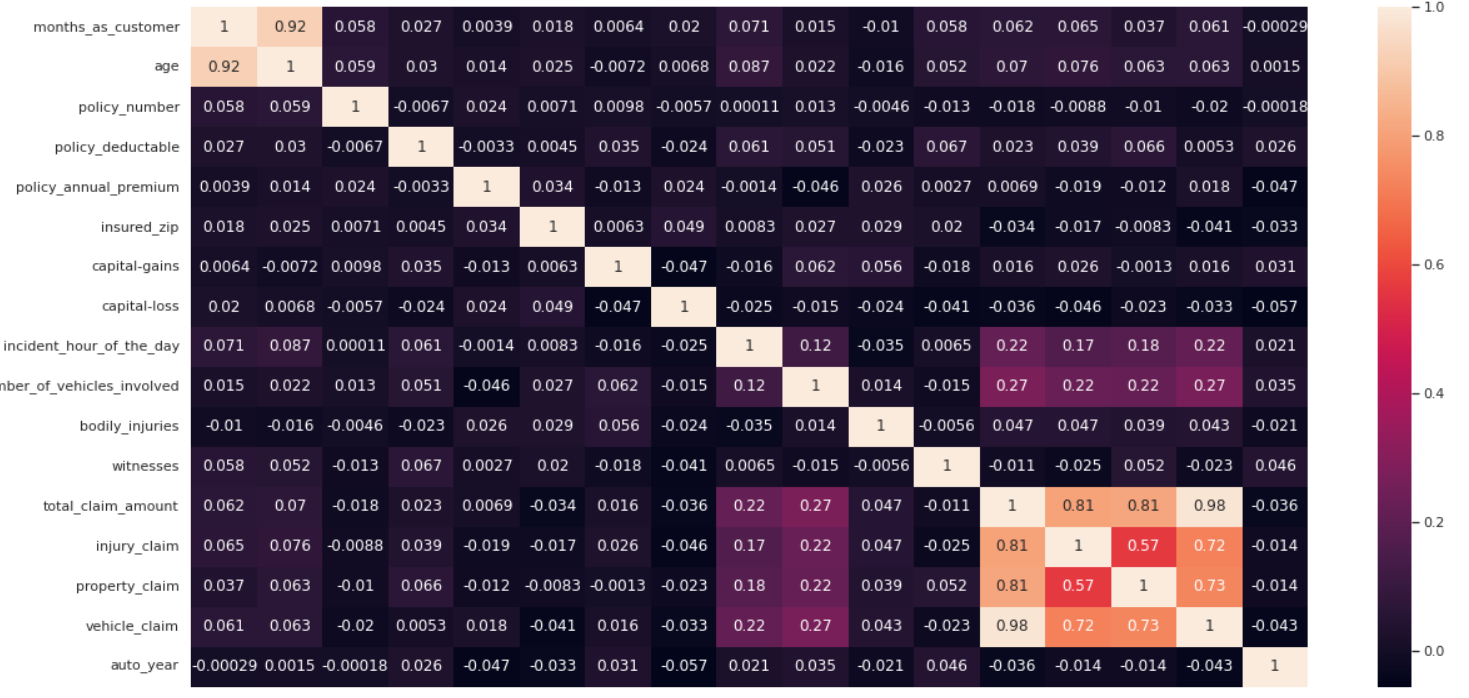 months_as_customer 1 0.92 0.058 0.027 0.0039 0.018 0.0064 0.02 0.071 0.015 -0.01 0.058 0.062 0.065 0.037 0.061 -0.00029 1.0
age 0.92 1 0.059 0.03 0.014 0.025 -0.0072 0.0068 0.087 0.022 -0.016 0.052 0.07 0.076 0.063 0.063 0.0015
policy_number 0.058 0.059 1 -0.0067 0.024 0.0071 0.0098 -0.0057 0.00011 0.013 -0.0046 -0.013 -0.018 -0.0088 -0.01 -0.02 -0.00018
0.8
policy_deductable 0.027 0.03 -0.0067 1 -0.0033 0.0045 0.035 -0.024 0.061 0.051 -0.023 0.067 0.023 0.039 0.066 0.0053 0.026
policy_annual_premium 0.0039 0.014 0.024 -0.0033 1 0.034 -0.013 0.024 -0.0014 -0.046 0.026 0.0027 0.0069 -0.019 -0.012 0.018 -0.047
insured_zip 0.018 0.025 0.0071 0.0045 0.034 1 0.0063 0.049 0.0083 0.027 0.029 0.02 -0.034 -0.017 -0.0083 -0.041 -0.033
capital-gains 0.0064 -0.0072 0.0098 0.035 -0.013 0.0063 1 -0.047 -0.016 0.062 0.056 -0.018 0.016 0.026 -0.0013 0.016 0.031 0.6
capital-loss 0.02 0.0068 -0.0057 -0.024 0.024 0.049 -0.047 1 -0.025 -0.015 -0.024 -0.041 -0.036 -0.046 -0.023 -0.033 -0.057
incident_hour_of_the_day 0.071 0.087 0.00011 0.061 -0.0014 0.0083 -0.016 -0.025 1 0.12 -0.035 0.0065 0.22 0.17 0.18 0.22 0.021
mber_of_vehicles_involved 0.015 0.022 0.013 0.051 -0.046 0.027 0.062 -0.015 0.12 1 0.014 -0.015 0.27 0.22 0.22 0.27 0.035 0.4
bodily_injuries -0.01 -0.016 -0.0046 -0.023 0.026 0.029 0.056 -0.024 -0.035 0.014 1 -0.0056 0.047 0.047 0.039 0.043 -0.021
witnesses 0.058 0.052 -0.013 0.067 0.0027 0.02 -0.018 -0.041 0.0065 -0.015 -0.0056 1 -0.011 -0.025 0.052 -0.023 0.046
total_claim_amount 0.062 0.07 -0.018 0.023 0.0069 -0.034 0.016 -0.036 0.22 0.27 0.047 -0.011 1 0.81 0.81 0.98 -0.036
0.2
injury_claim 0.065 0.076 -0.0088 0.039 -0.019 -0.017 0.026 -0.046 0.17 0.22 0.047 -0.025 0.81 1 0.57 0.72 -0.014
property_claim 0.037 0.063 -0.01 0.066 -0.012 -0.0083 -0.0013 -0.023 0.18 0.22 0.039 0.052 0.81 0.57 1 0.73 -0.014
vehicle_claim 0.061 0.063 -0.02 0.0053 0.018 -0.041 0.016 -0.033 0.22 0.27 0.043 -0.023 0.98 0.72 0.73 1 -0.043
0.0
auto_year -0.00029 0.0015 -0.00018 0.026 -0.047 -0.033 0.031 -0.057 0.021 0.035 -0.021 0.046 -0.036 -0.014 -0.014 -0.043 1